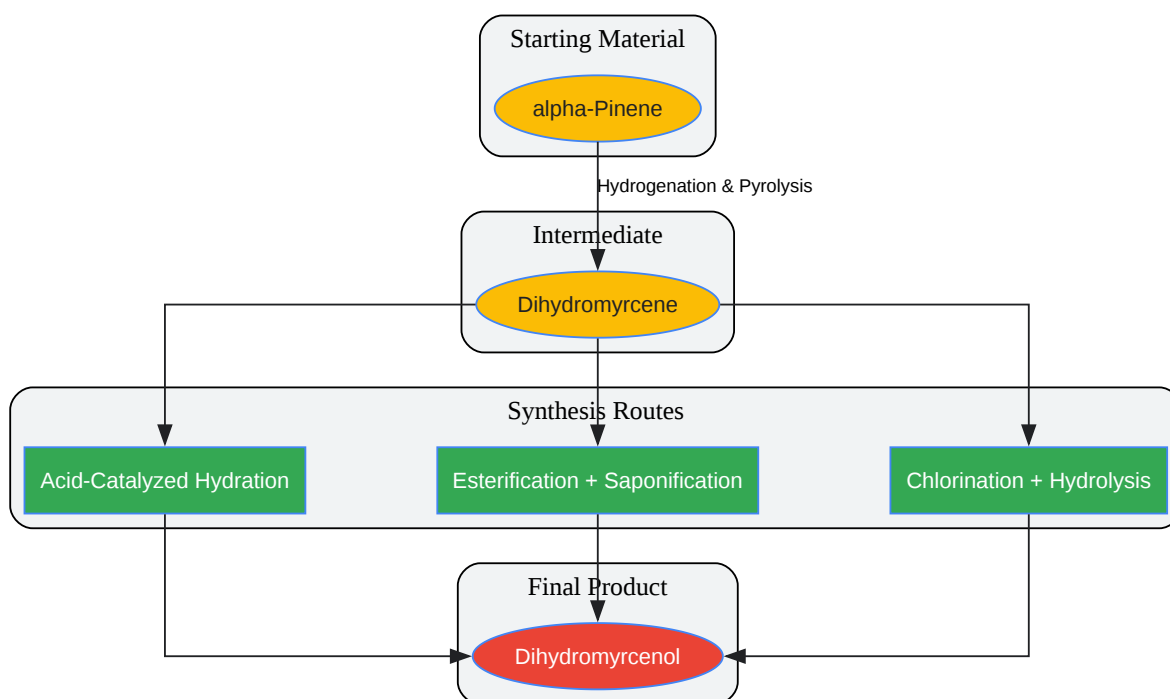 Starting Material
alpha-Pinene
Hydrogenation & Pyrolysis
Intermediate
Dihydromyrcene
Synthesis Routes
Acid-Catalyzed Hydration
Esterification + Saponification
Chlorination + Hydrolysis
Final Product
Dihydromyrcenol